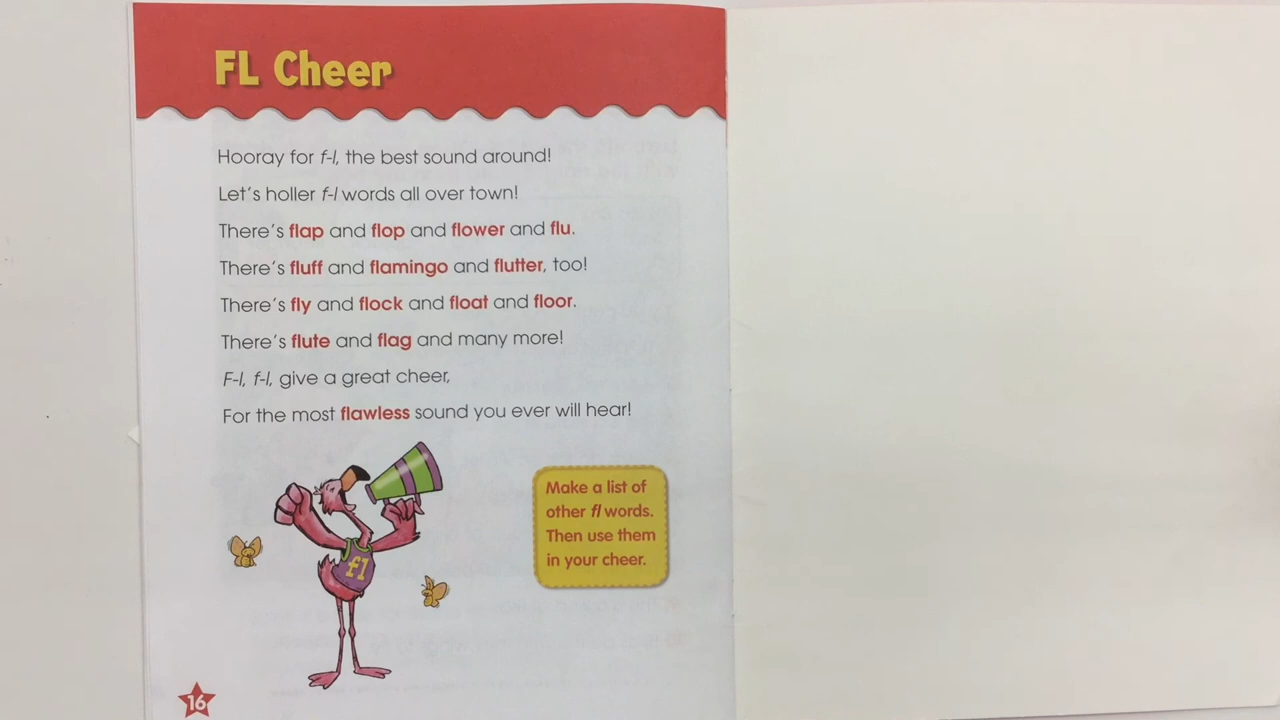 FL Cheer
Hooray for f-l, the best sound around!
Let's holler f-l words all over town!
There's flap and flop and flower and flu.
There's fluff and flamingo and flutter, too!
There's fly and flock and float and floor.
There's flute and flag and many more!
F-l, f-l, give a great cheer,
For the most flawless sound you ever will hear!
fl
Make a list of
other fl words.
Then use them
in your cheer.
16